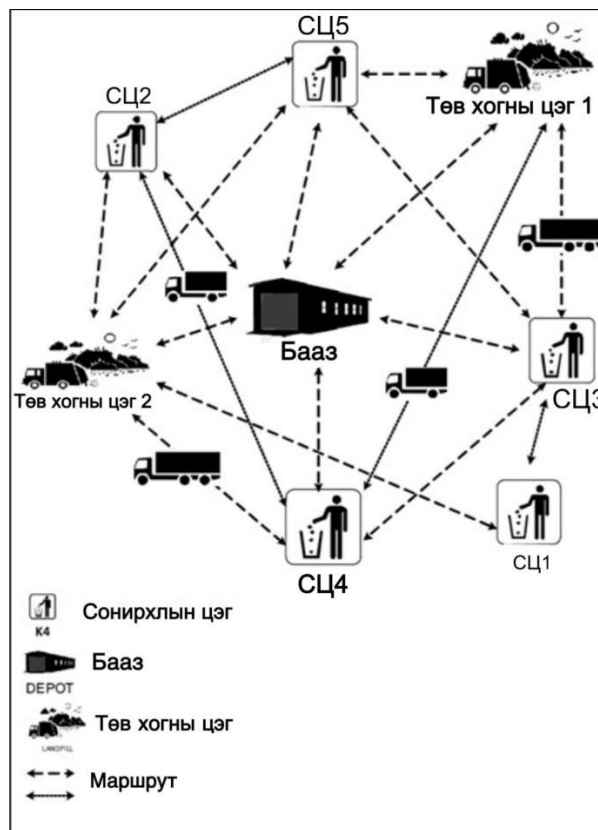 СЦ5
Төв хогны цэг 1
СЦ2
Бааз
СЦ3
Төв хогны цэг 2
СЦ1
СЦ4
Сонирхлын цэг
K4
Бааз
DEPOT
Төв хогны цэг
LANDFILL
Маршрут